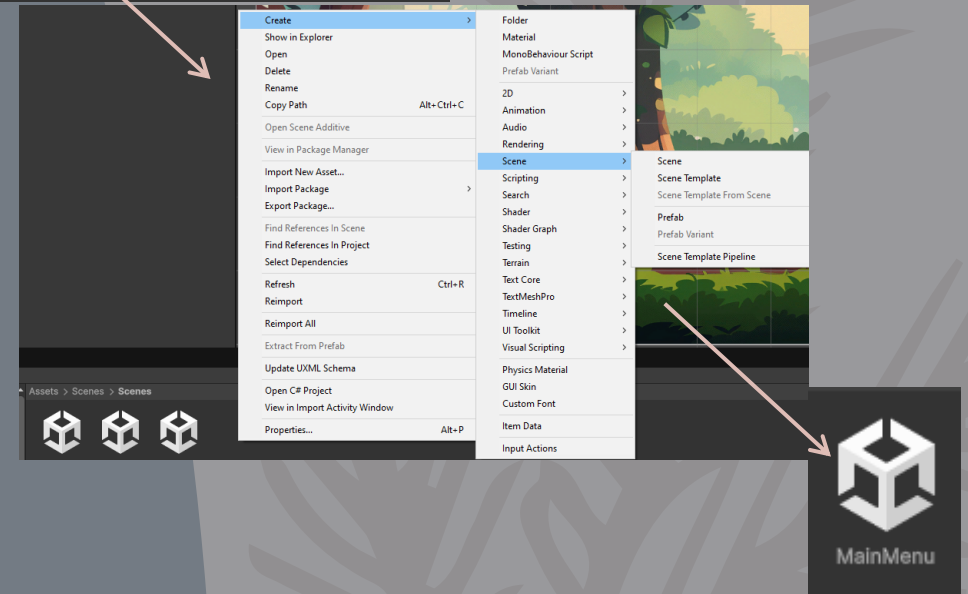 Create
Show in Explorer
Open
Delete
Rename
Copy Path Alt+Ctrl+C
Open Scene Additive
View in Package Manager
Import New Asset...
Import Package
Export Package...
Find References In Scene
Find References In Project
Select Dependencies
Refresh Ctrl+R
Reimport
Reimport All
Extract From Prefab
Update UXML Schema
Open C# Project
View in Import Activity Window
Properties... Alt+P
Folder
Material
MonoBehaviour Script
Prefab Variant
2D
Animation
Audio
Rendering
Scene
Scripting
Search
Shader
Shader Graph
Testing
Terrain
Text Core
TextMeshPro
Timeline
UI Toolkit
Visual Scripting
Physics Material
GUI Skin
Custom Font
Item Data
Input Actions
Scene
Scene Template
Scene Template From Scene
Prefab
Prefab Variant
Scene Template Pipeline
Assets > Scenes > Scenes
MainMenu